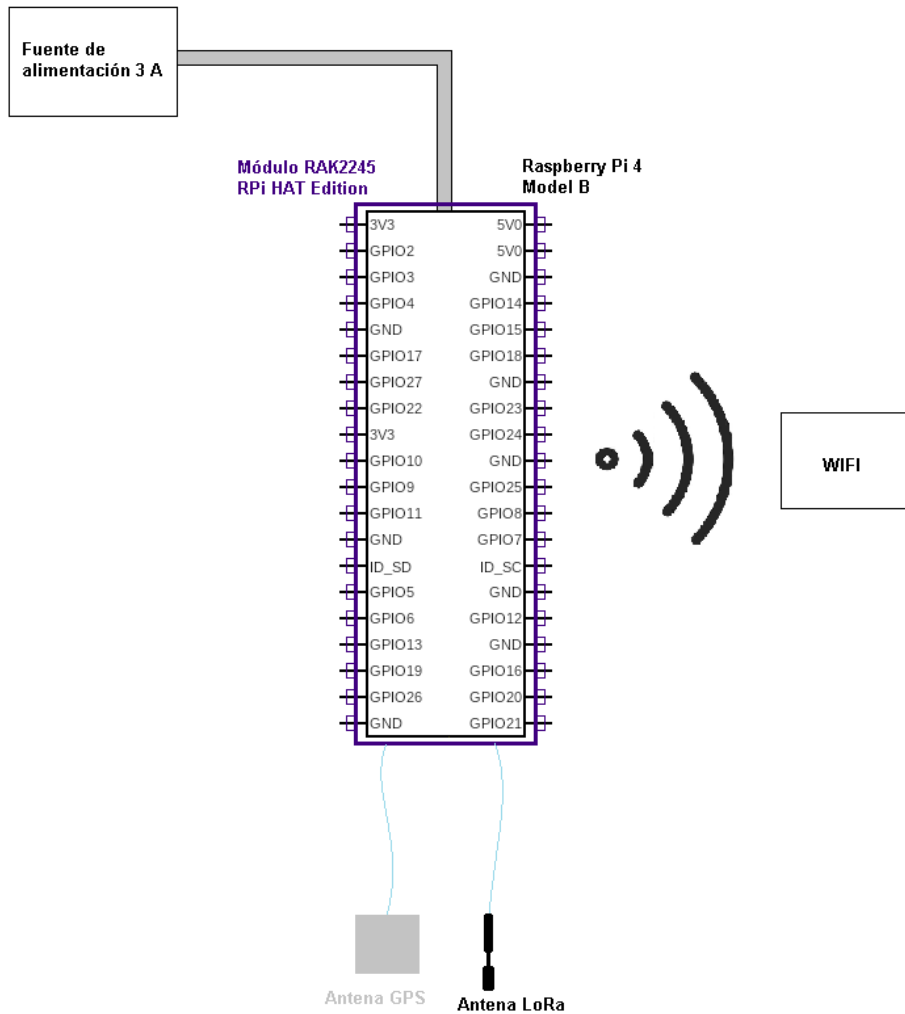 Fuente de
alimentación 3 A
Módulo RAK2245
RPi HAT Edition
Raspberry Pi 4
Model B
3V3 5V0
GPIO2 5V0
GPIO3 GND
GPIO4 GPIO14
GND GPIO15
GPIO17 GPIO18
GPIO27 GND
GPIO22 GPIO23
3V3 GPIO24
GPIO10 GND
GPIO9 GPIO25
GPIO11 GPIO8
GND GPIO7
ID_SD ID_SC
GPIO5 GND
GPIO6 GPIO12
GPIO13 GND
GPIO19 GPIO16
GPIO26 GPIO20
GND GPIO21
WIFI
Antena GPS
Antena LoRa